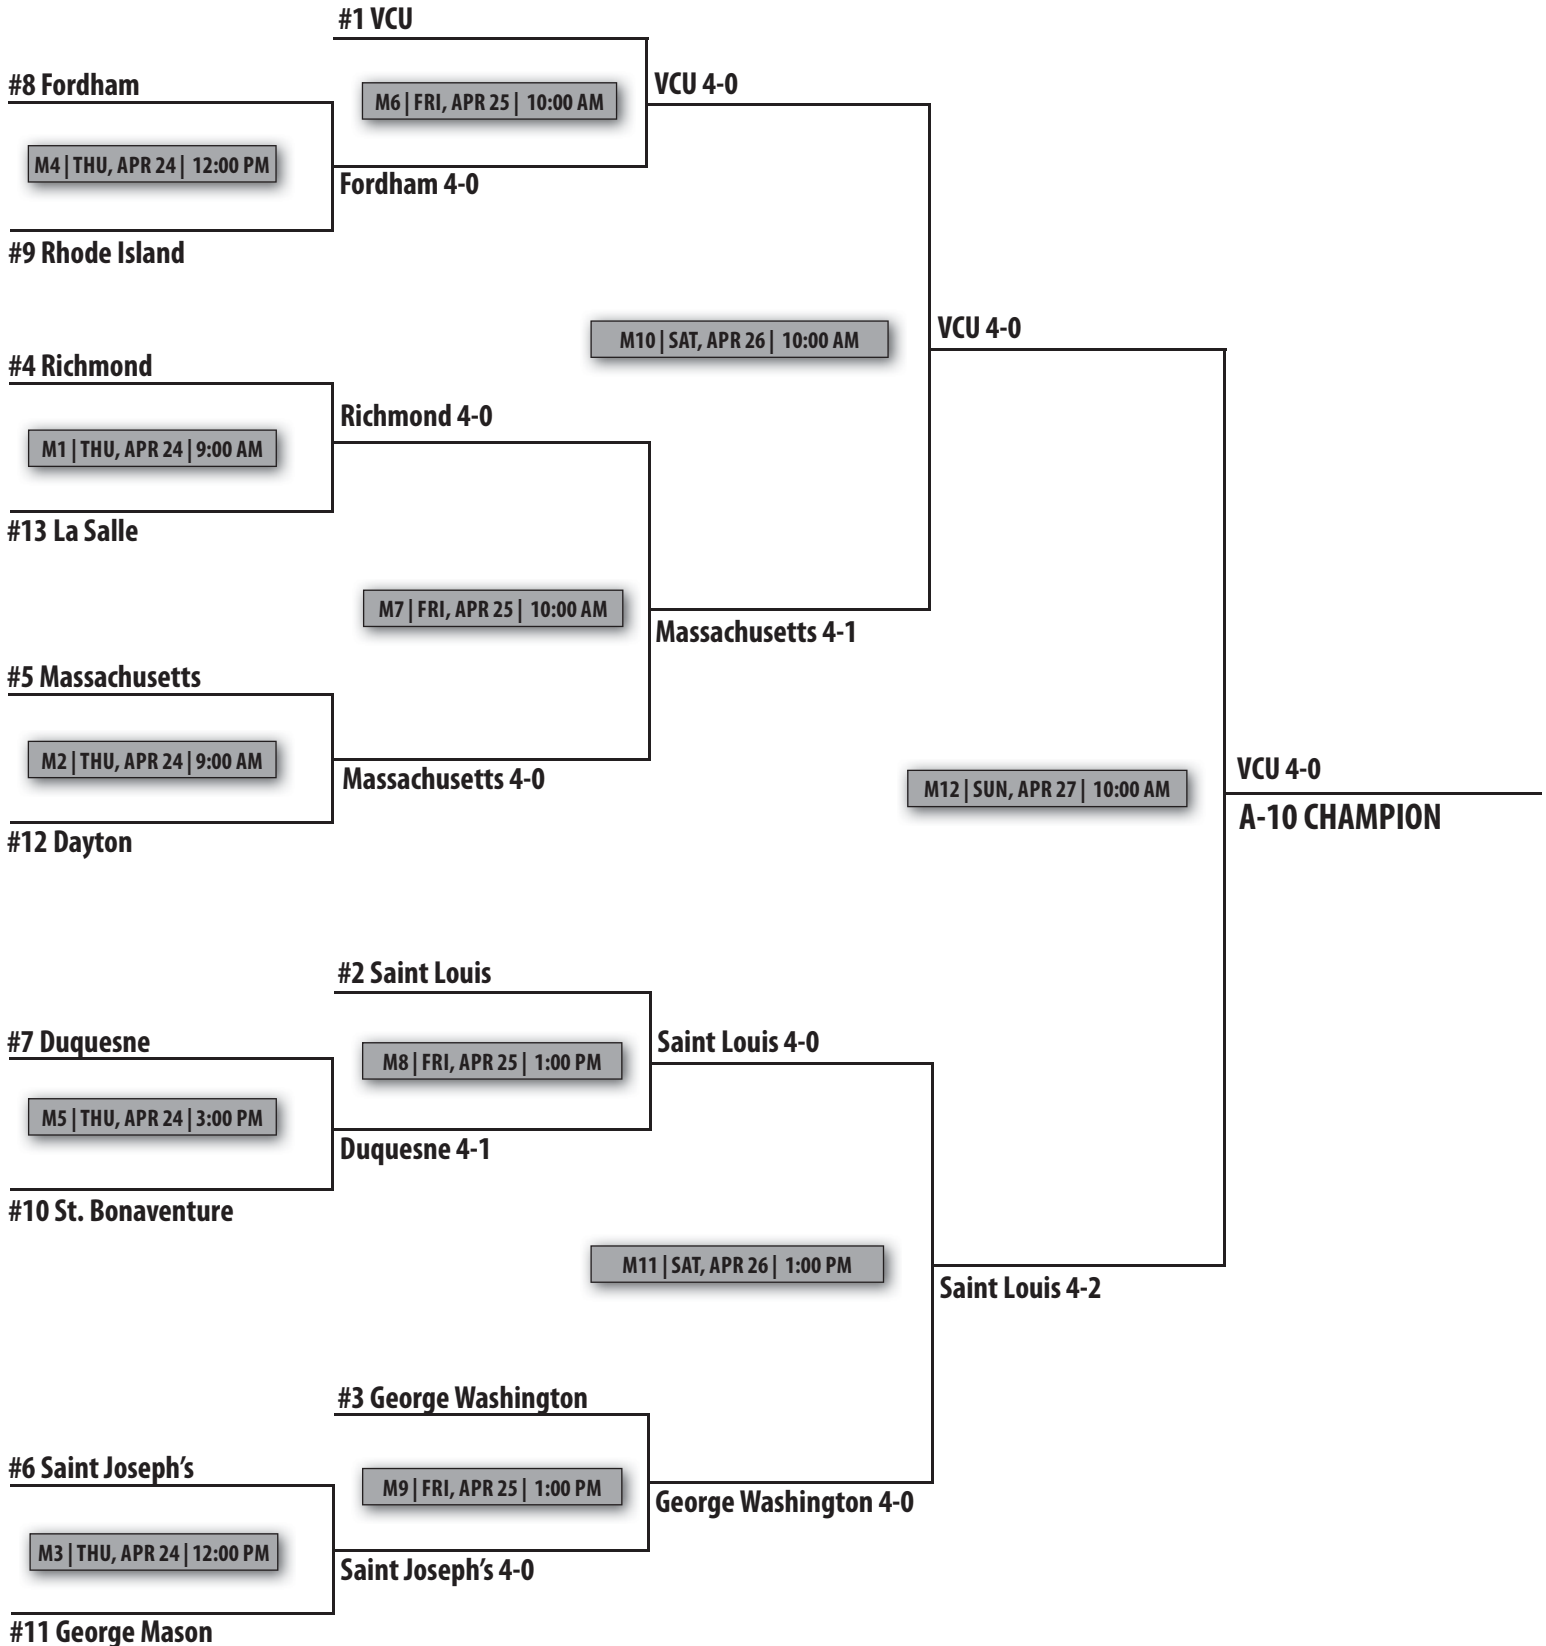 #1 VCU
#8 Fordham
M6 | FRI, APR 25 | 10:00 AM
VCU 4-0
M4 | THU, APR 24 | 12:00 PM
Fordham 4-0
#9 Rhode Island
M10 | SAT, APR 26 | 10:00 AM
VCU 4-0
#4 Richmond
Richmond 4-0
M1 | THU, APR 24 | 9:00 AM
#13 La Salle
M7 | FRI, APR 25 | 10:00 AM
Massachusetts 4-1
#5 Massachusetts
M2 | THU, APR 24 | 9:00 AM
Massachusetts 4-0
#12 Dayton
M12 | SUN, APR 27 | 10:00 AM
VCU 4-0
A-10 CHAMPION
#2 Saint Louis
#7 Duquesne
M8 | FRI, APR 25 | 1:00 PM
Saint Louis 4-0
M5 | THU, APR 24 | 3:00 PM
Duquesne 4-1
#10 St. Bonaventure
M11 | SAT, APR 26 | 1:00 PM
Saint Louis 4-2
#3 George Washington
#6 Saint Joseph’s
M9 | FRI, APR 25 | 1:00 PM
George Washington 4-0
M3 | THU, APR 24 | 12:00 PM
Saint Joseph’s 4-0
#11 George Mason